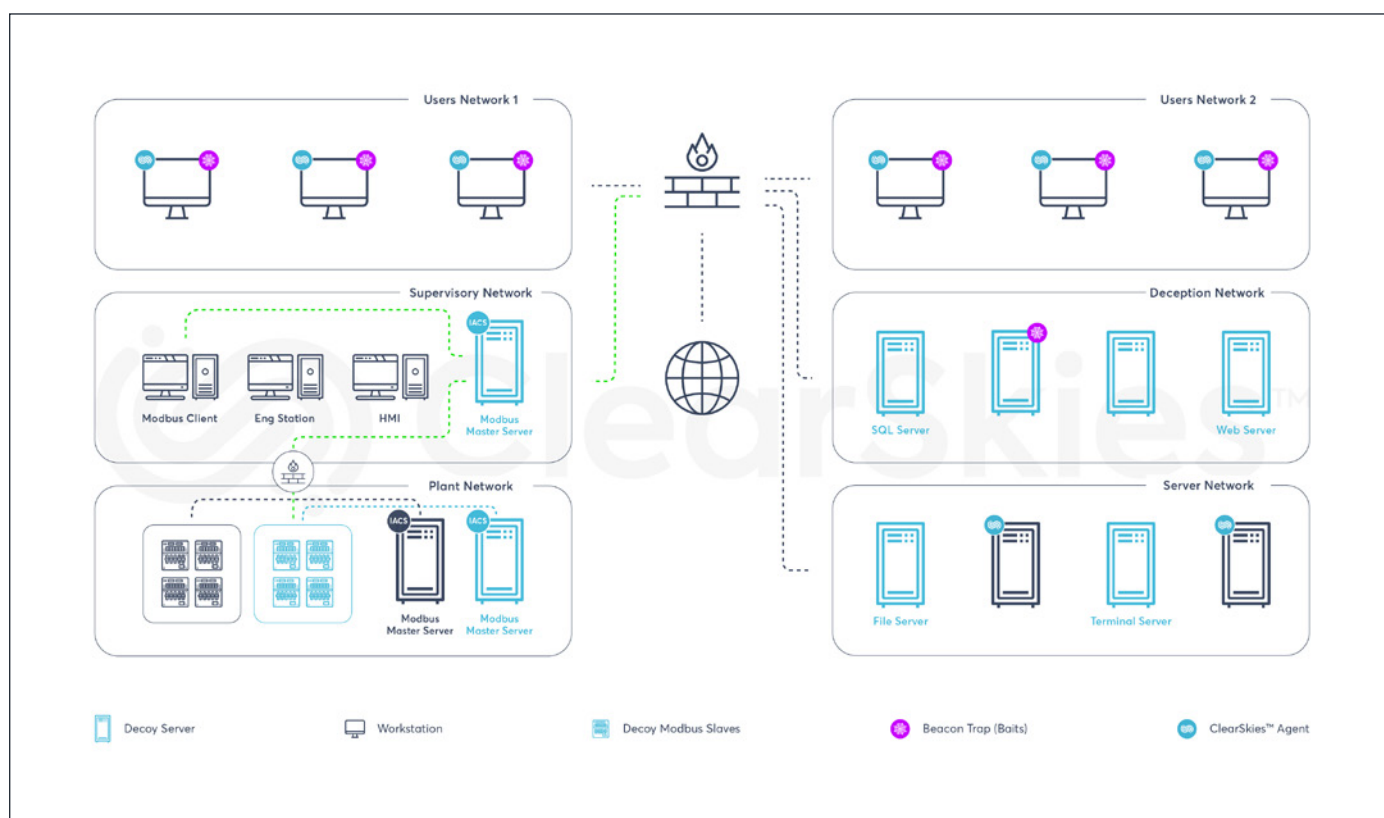 Users Network 1
Users Network 2
Supervisory Network
IACS
Modbus Client
Eng Station
HMI
Modbus
Master Server
Deception Network
SQL Server
Web Server
ClearSkies™
Plant Network
IACS
IACS
Modbus
Master Server
Modbus
Master Server
Server Network
File Server
Terminal Server
Decoy Server
Workstation
Decoy Modbus Slaves
Beacon Trap (Baits)
ClearSkies™ Agent